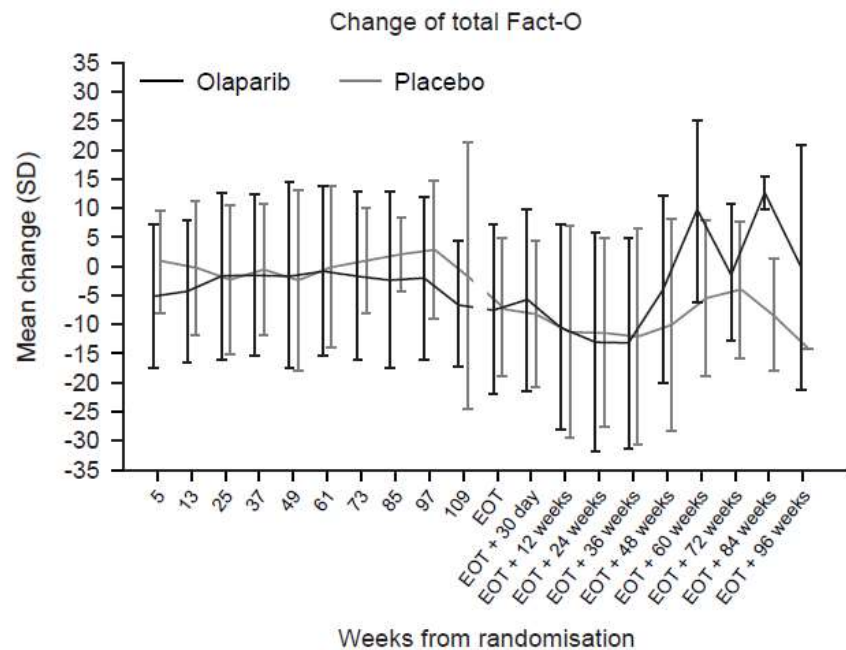 Change of total Fact-O
Olaparib Placebo
Mean change (SD)
35
30
25
20
15
10
5
0
-5
-10
-15
-20
-25
-30
-35
5
13
25
37
49
61
73
85
97
109
EOT
EOT + 30 day
EOT + 12 weeks
EOT + 24 weeks
EOT + 36 weeks
EOT + 48 weeks
EOT + 60 weeks
EOT + 72 weeks
EOT + 84 weeks
EOT + 96 weeks
Weeks from randomisation